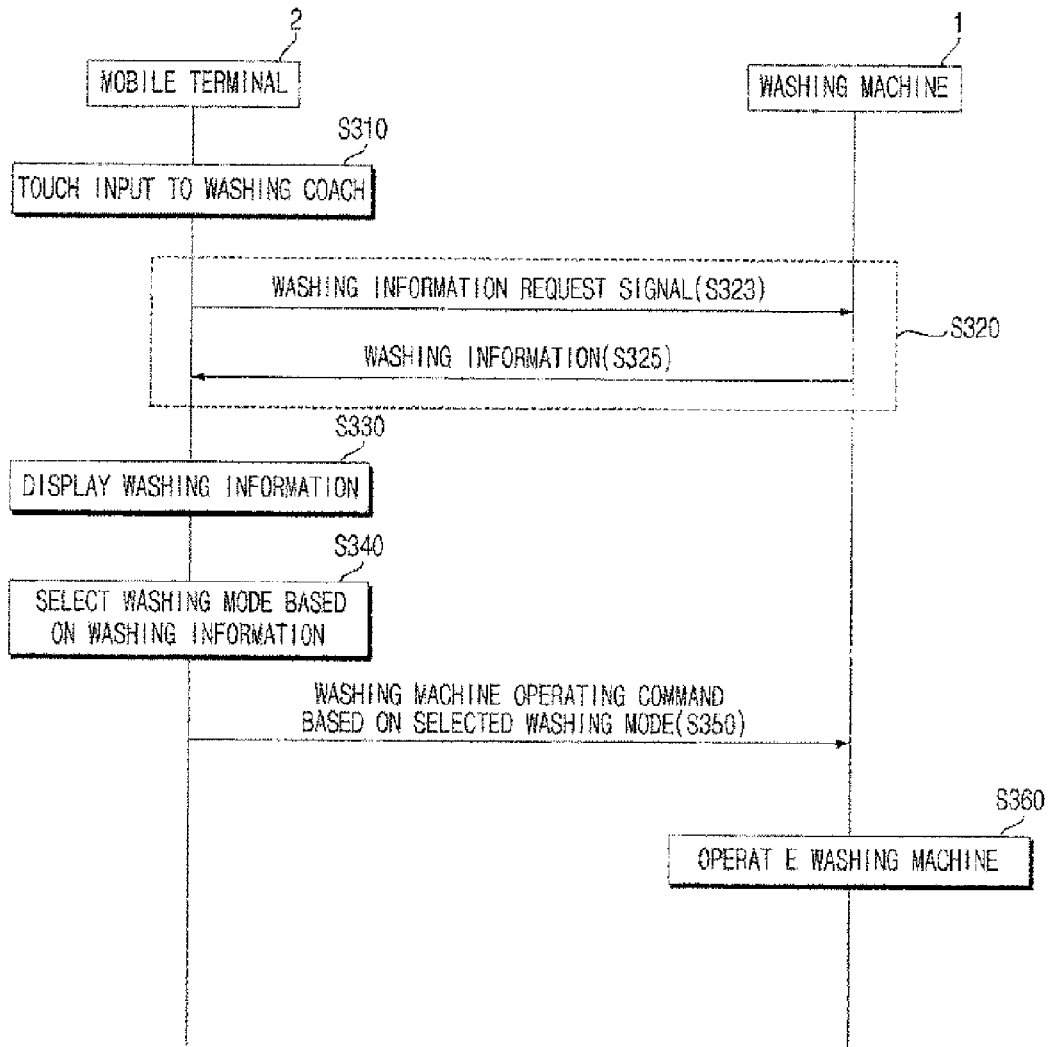 2
1
MOBILE TERMINAL
WASHING MACHINE
S310
TOUCH INPUT TO WASHING COACH
WASHING INFORMATION REQUEST SIGNAL(S323)
S320
WASHING INFORMATION(S325)
S330
DISPLAY WASHING INFORMATION
S340
SELECT WASHING MODE BASED
ON WASHING INFORMATION
WASHING MACHINE OPERATING COMMAND
BASED ON SELECTED WASHING MODE(S350)
S360
OPERAT E WASHING MACHINE